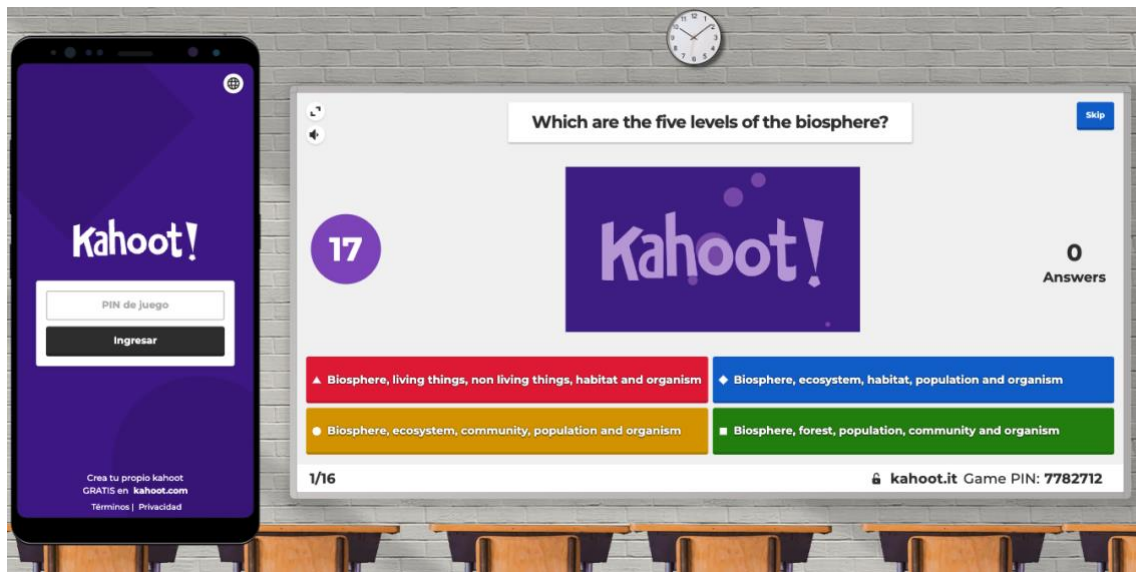 Kahoot!
PIN de juego
Ingresar
Crea tu propio kahoot
GRATIS en kahoot.com
Términos | Privacidad
12
Which are the five levels of the biosphere?
Skip
17
Kahoot!
0
Answers
Biosphere, living things, non living things, habitat and organism
Biosphere, ecosystem, habitat, population and organism
Biosphere, ecosystem, community, population and organism
Biosphere, forest, population, community and organism
1/16
kahoot.it Game PIN: 7782712